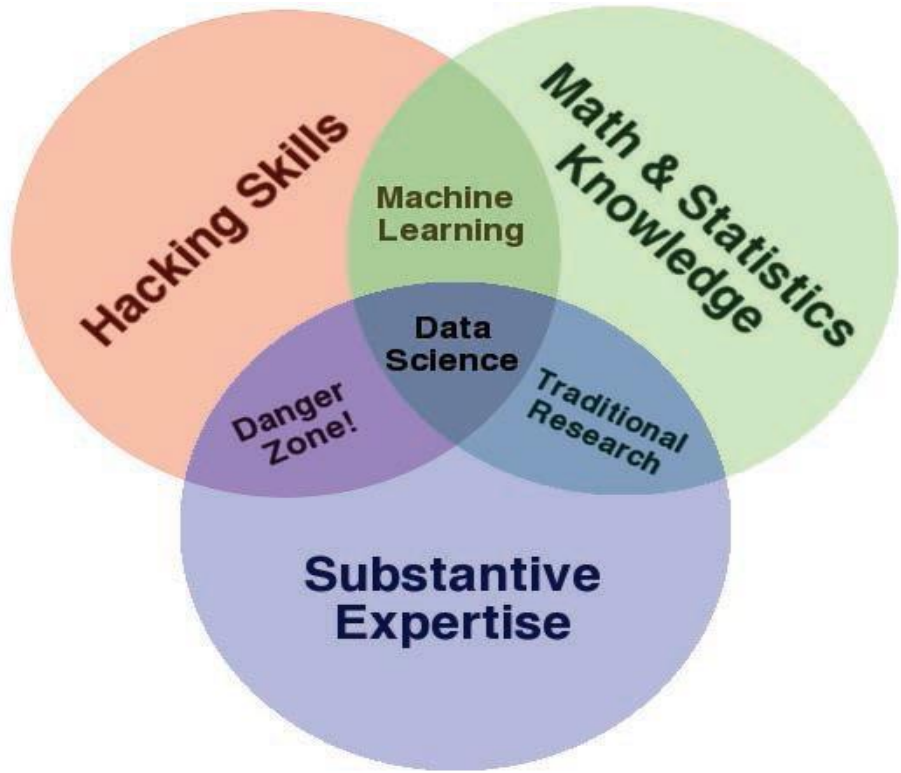 Hacking Skills
Math & Statistics
Knowledge
Machine
Learning
Data
Science
Danger
Zone!
Traditional
Research
Substantive
Expertise